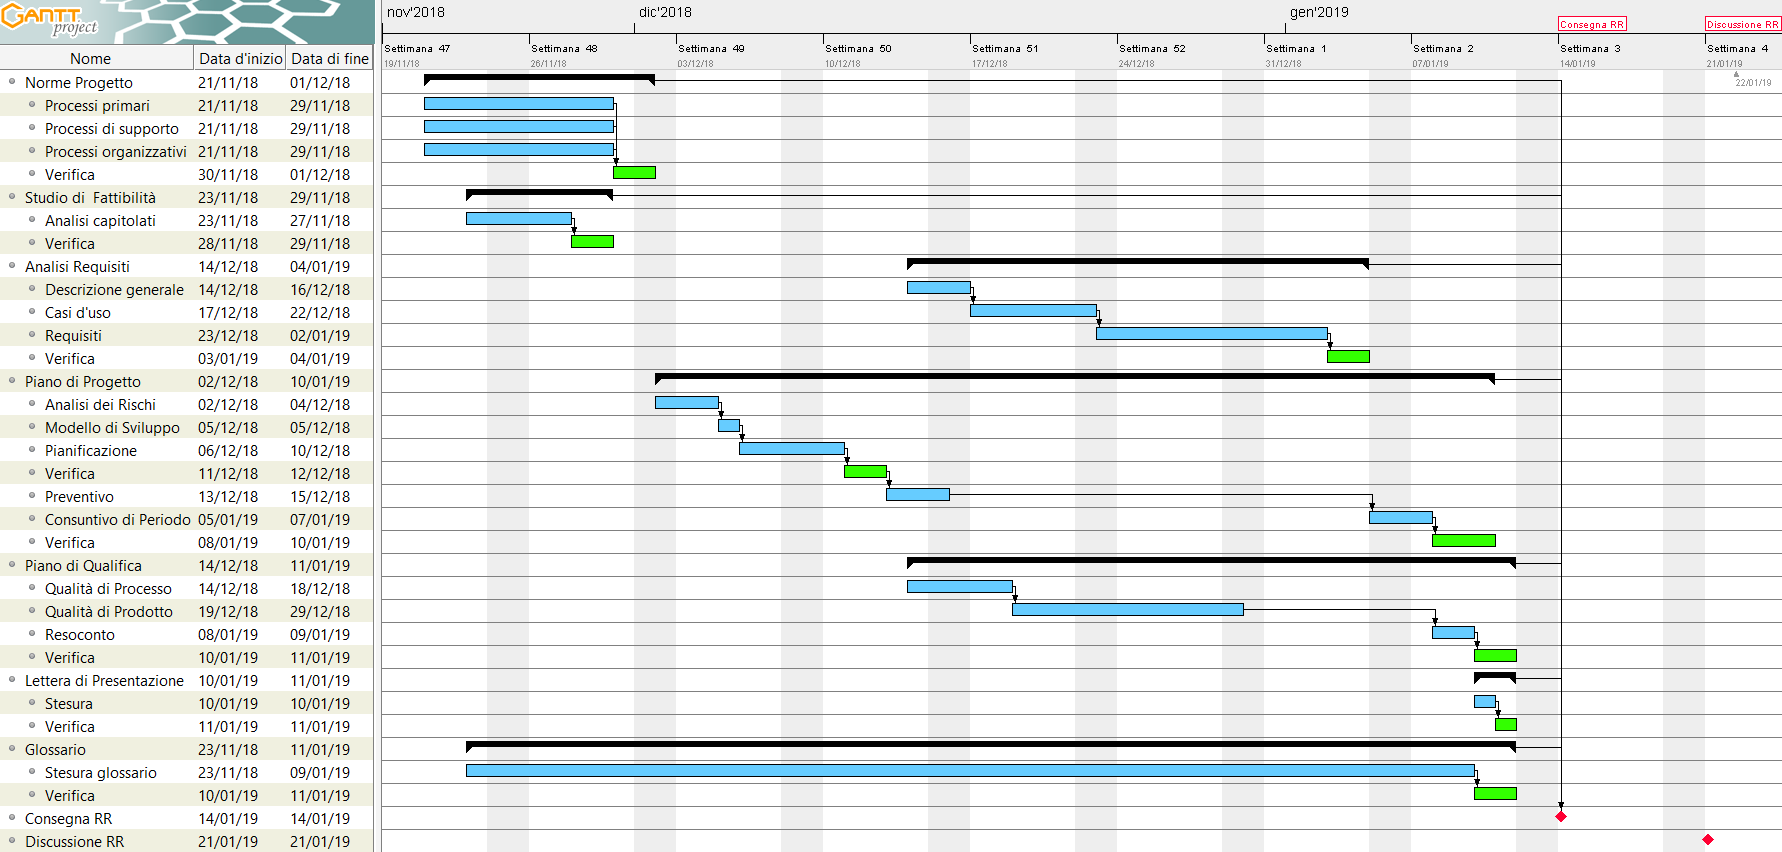 GANTT
project
nov'2018 dic'2018 gen'2019
Consegna RR Discussione RR
Settimana 47 Settimana 48 Settimana 49 Settimana 50 Settimana 51 Settimana 52 Settimana 1 Settimana 2 Settimana 3 Settimana 4
Nome Data d'inizio Data di fine
19/11/18 26/11/18 03/12/18 10/12/18 17/12/18 24/12/18 31/12/18 07/01/19 14/01/19 21/01/19
22/01/19
Norme Progetto 21/11/18 01/12/18
Processi primari 21/11/18 29/11/18
Processi di supporto 21/11/18 29/11/18
Processi organizzativi 21/11/18 29/11/18
Verifica 30/11/18 01/12/18
Studio di Fattibilità 23/11/18 29/11/18
Analisi capitolati 23/11/18 27/11/18
Verifica 28/11/18 29/11/18
Analisi Requisiti 14/12/18 04/01/19
Descrizione generale 14/12/18 16/12/18
Casi d'uso 17/12/18 22/12/18
Requisiti 23/12/18 02/01/19
Verifica 03/01/19 04/01/19
Piano di Progetto 02/12/18 10/01/19
Analisi dei Rischi 02/12/18 04/12/18
Modello di Sviluppo 05/12/18 05/12/18
Pianificazione 06/12/18 10/12/18
Verifica 11/12/18 12/12/18
Preventivo 13/12/18 15/12/18
Consuntivo di Periodo 05/01/19 07/01/19
Verifica 08/01/19 10/01/19
Piano di Qualifica 14/12/18 11/01/19
Qualità di Processo 14/12/18 18/12/18
Qualità di Prodotto 19/12/18 29/12/18
Resoconto 08/01/19 09/01/19
Verifica 10/01/19 11/01/19
Lettera di Presentazione 10/01/19 11/01/19
Stesura 10/01/19 10/01/19
Verifica 11/01/19 11/01/19
Glossario 23/11/18 11/01/19
Stesura glossario 23/11/18 09/01/19
Verifica 10/01/19 11/01/19
Consegna RR 14/01/19 14/01/19
Discussione RR 21/01/19 21/01/19